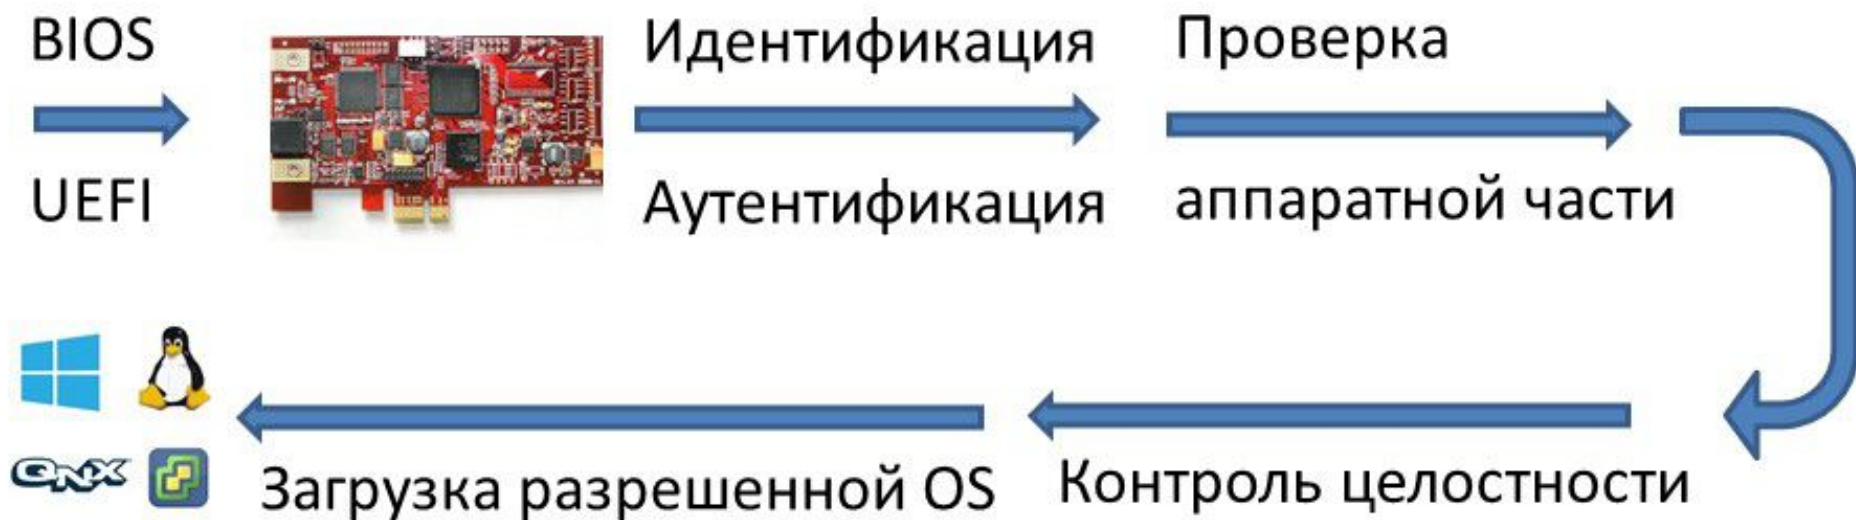 BIOS
UEFI
Идентификация
Аутентификация
Проверка
аппаратной части
Контроль целостности
Загрузка разрешенной OS
QNX